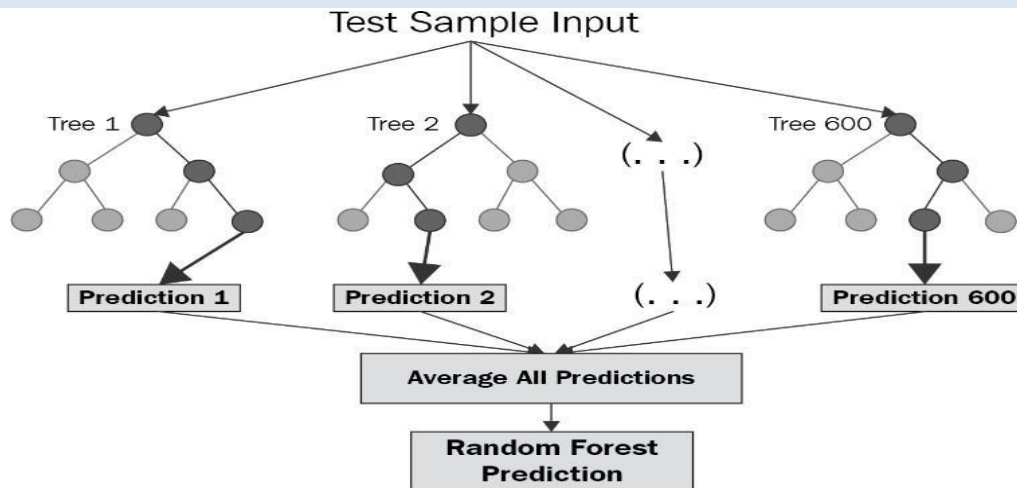 Test Sample Input
Tree 1
Tree 2
Tree 600
(. . .)
Prediction 1
Prediction 2
(. . .)
Prediction 600
Average All Predictions
Random Forest
Prediction